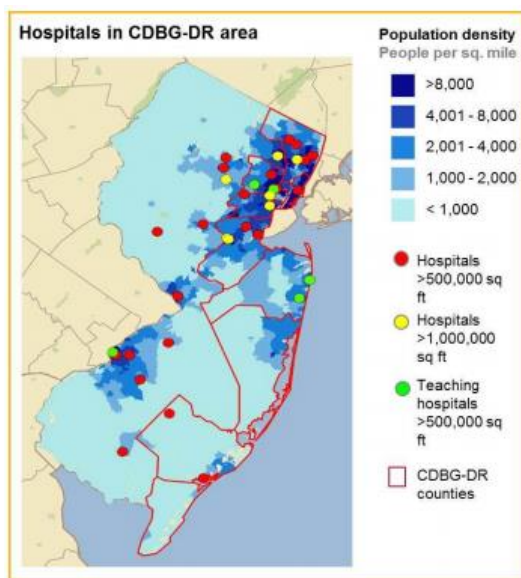 Hospitals in CDBG-DR area
Population density
People per sq. mile
>8,000
4,001 - 8,000
2,001 - 4,000
1,000 - 2,000
< 1,000
Hospitals
>500,000 sq
ft
Hospitals
>1,000,000
sq ft
Teaching
hospitals
>500,000 sq
ft
CDBG-DR
counties